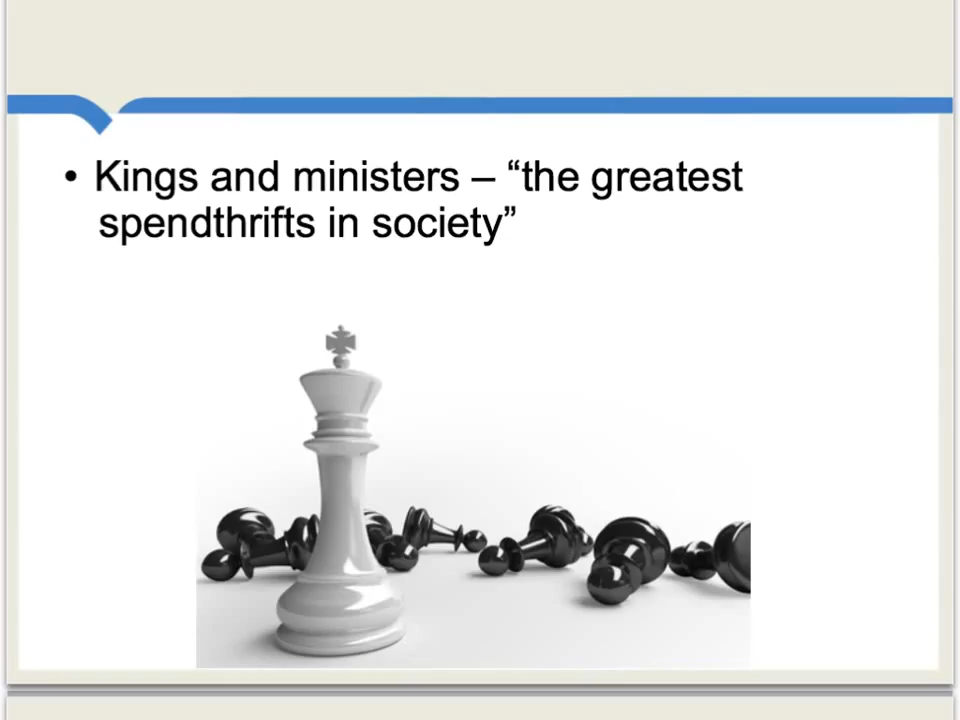 • Kings and ministers – “the greatest
spendthrifts in society”